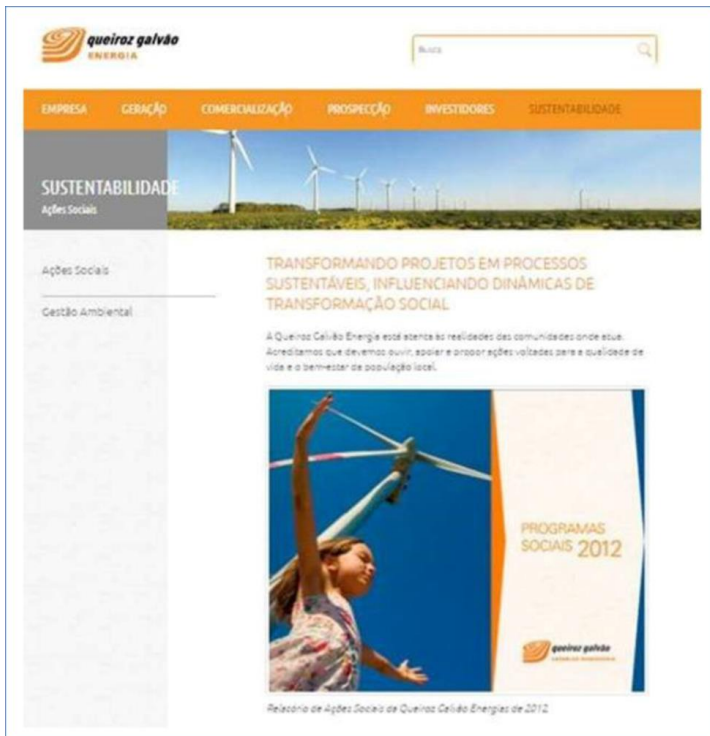 queiroz galvão
ENERGIA
Busca
EMPRESA GERAÇÃO COMERCIALIZAÇÃO PROSPECÇÃO INVESTIDORES SUSTENTABILIDADE
SUSTENTABILIDADE
Ações Sociais
Ações Sociais
Gestão Ambiental
TRANSFORMANDO PROJETOS EM PROCESSOS
SUSTENTÁVEIS, INFLUENCIANDO DINÂMICAS DE
TRANSFORMAÇÃO SOCIAL
A Queiroz Galvão Energia está atenta às realidades das comunidades onde atua.
Acreditamos que devemos ouvir, apoiar e propor ações voltadas para a qualidade de
vida e o bem-estar da população local.
PROGRAMAS
SOCIAIS 2012
queiroz galvão
Relatório de Ações Sociais da Queiroz Galvão Energias de 2012